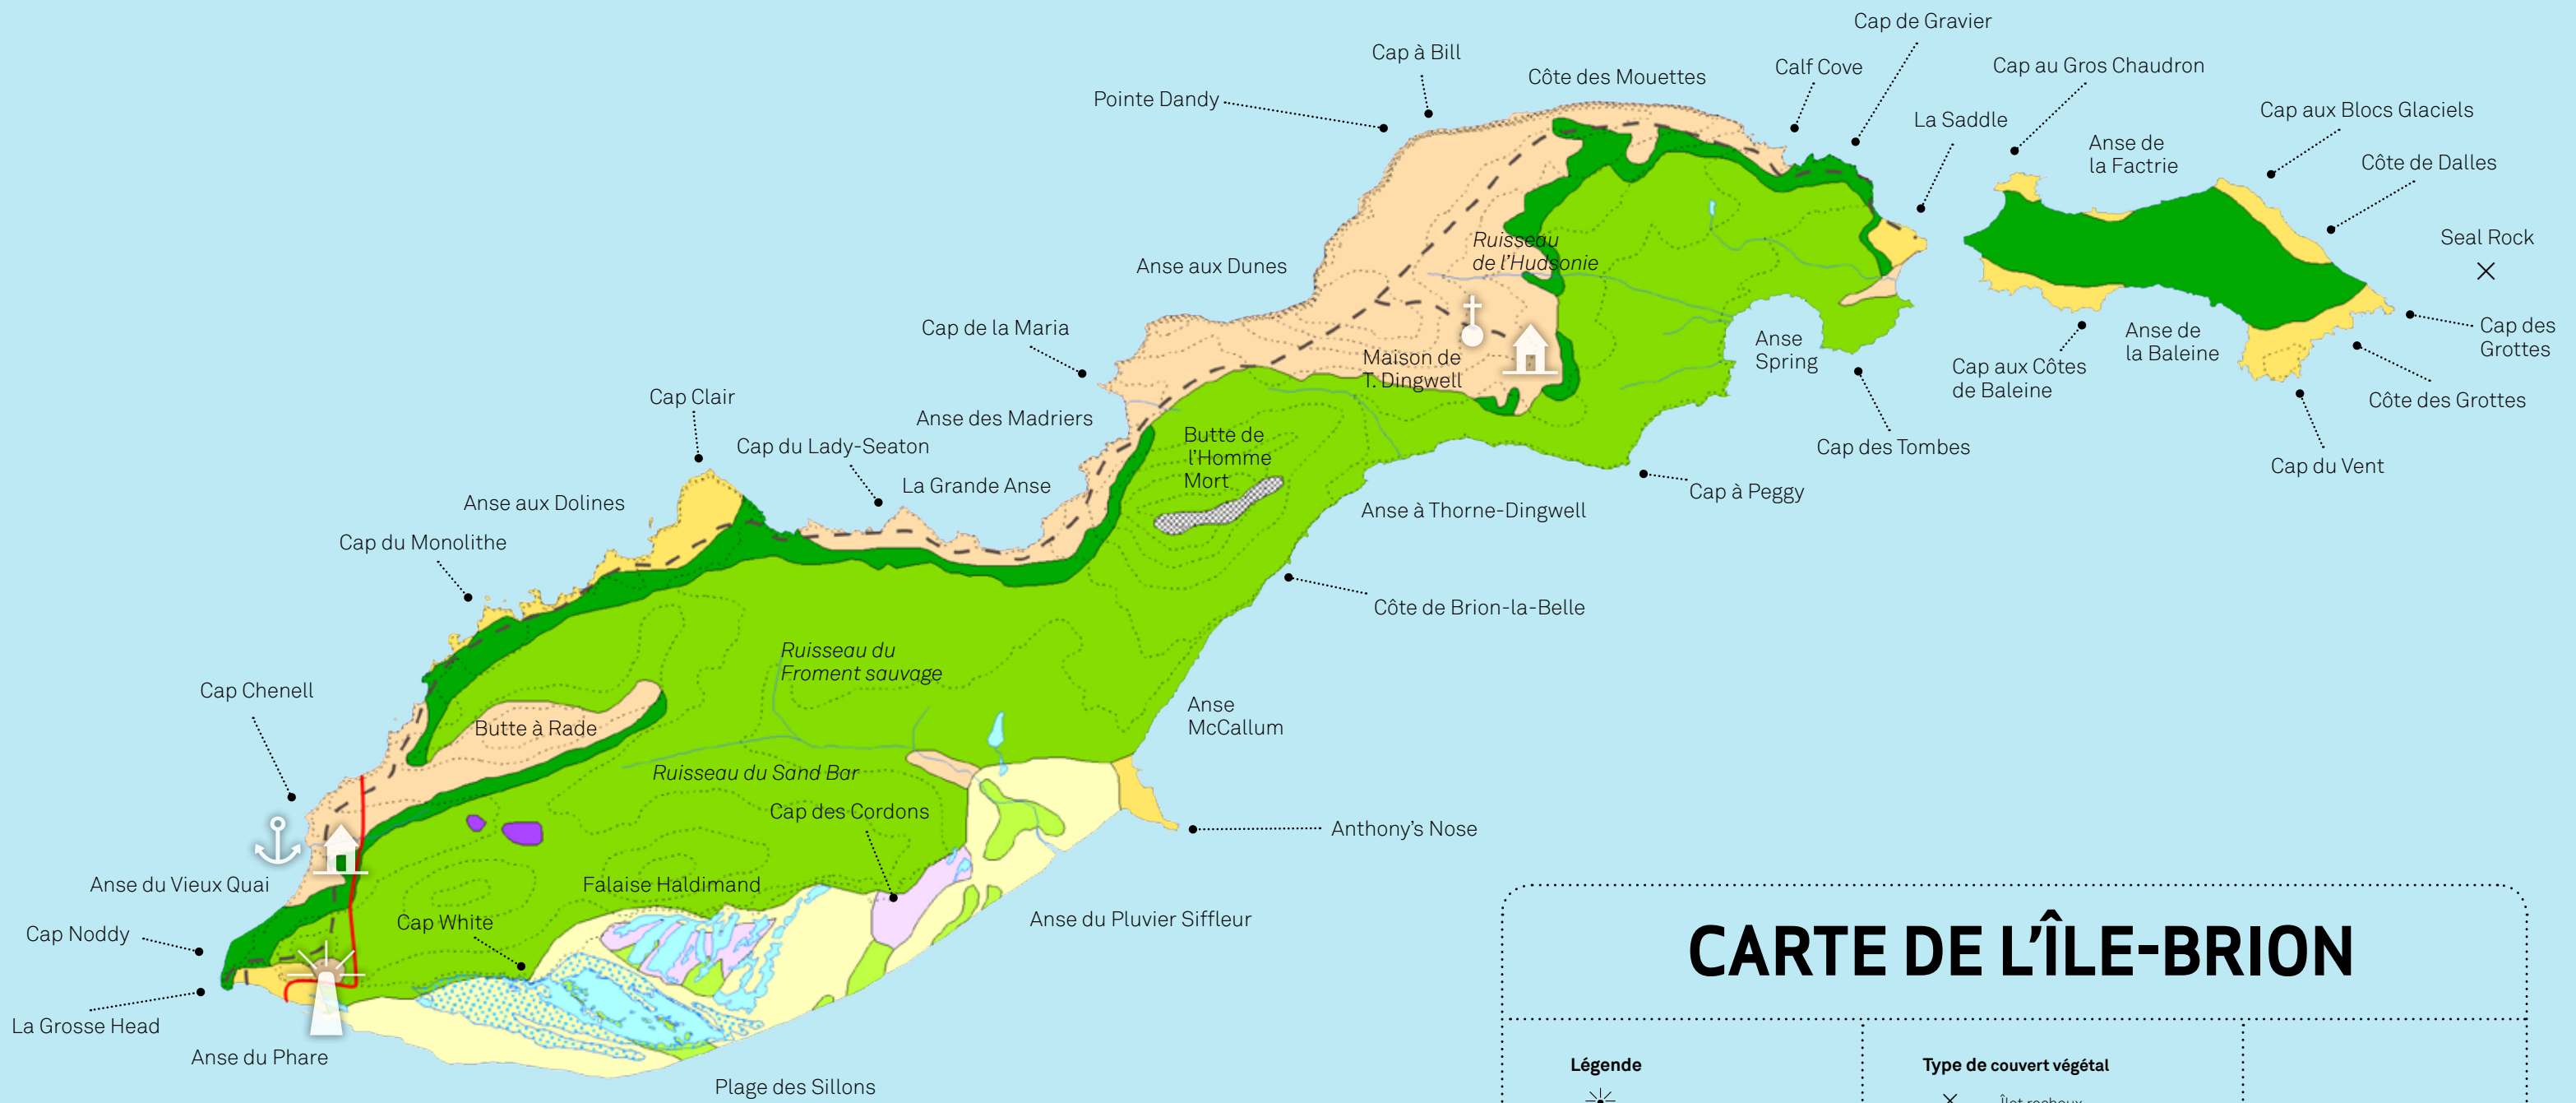 Cap de Gravier
Cap à Bill
Côte des Mouettes
Calf Cove
Cap au Gros Chaudron
Pointe Dandy
La Saddle
Cap aux Blocs Glaciels
Anse de
la Factrie
Côte de Dalles
Seal Rock
Ruisseau
de l'Hudsonie
Anse aux Dunes
Cap de la Maria
Maison de
T. Dingwell
Anse
Spring
Anse de
la Baleine
Cap des
Grottes
Cap aux Côtes
de Baleine
Côte des Grottes
Cap Clair
Anse des Madriers
Cap du Lady-Seaton
Butte de
l'Homme
Mort
Cap des Tombes
Cap du Vent
La Grande Anse
Cap à Peggy
Anse aux Dolines
Anse à Thorne-Dingwell
Cap du Monolithe
Côte de Brion-la-Belle
Ruisseau du
Froment sauvage
Cap Chenell
Anse
McCallum
Butte à Rade
Ruisseau du Sand Bar
Cap des Cordons
Anthony's Nose
Anse du Vieux Quai
Falaise Haldimand
Cap White
Anse du Pluvier Siffleur
Cap Noddy
La Grosse Head
Anse du Phare
Plage des Sillons
CARTE DE L'ÎLE-BRION
Légende
Type de couvert végétal
Îlot rocheux